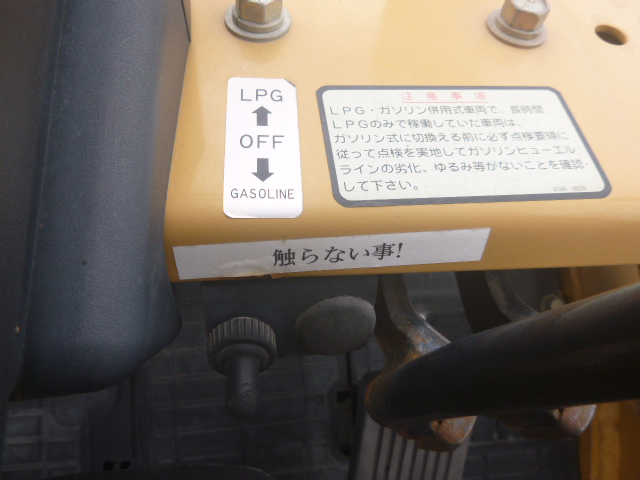 LPG
OFF
GASOLINE
注意事項
LPG・ガソリン併用式車両で、長時間
LPGのみで稼働していた車両は、
ガソリン式に切換える前に必ず点検要領に
従って点検を実地してガソリンヒューエル
ラインの劣化、ゆるみ等がないことを確認
して下さい。
触らない事!